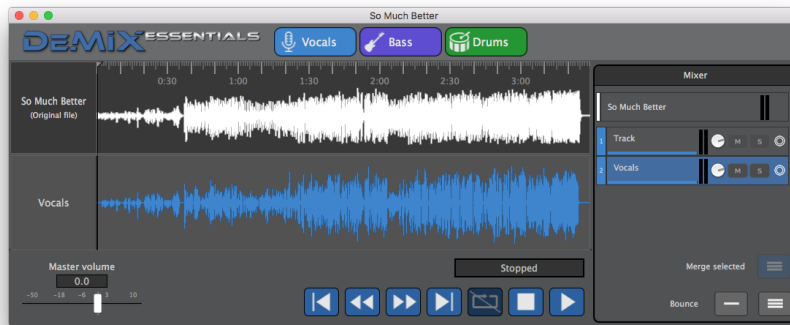 So Much Better
DeMiX ESSENTIALS
Vocals
Bass
Drums
0:30 1:00 1:30 2:00 2:30 3:00
So Much Better
(Original file)
Vocals
Mixer
So Much Better
1 Track M S
2 Vocals M S
Master volume
0.0
-50 -18 -6 3 10
Stopped
Merge selected
Bounce